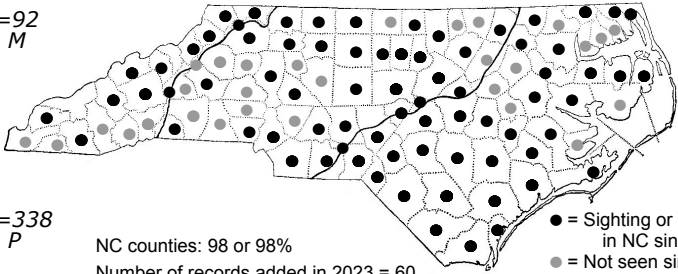 =92
M
=338
P
NC counties: 98 or 98%
Number of records added in 2023 = 60
● = Sighting or
in NC sin
● = Not seen si